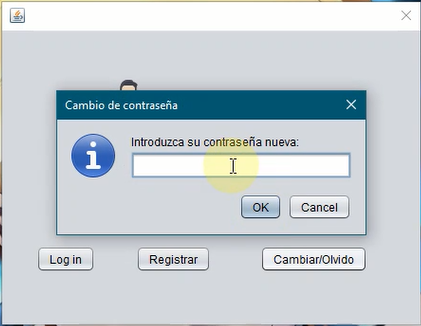 Cambio de contraseña
Introduzca su contraseña nueva:
OK
Cancel
Log in
Registrar
Cambiar/Olvido